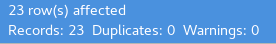 23 row(s) affected
Records: 23  Duplicates: 0  Warnings: 0